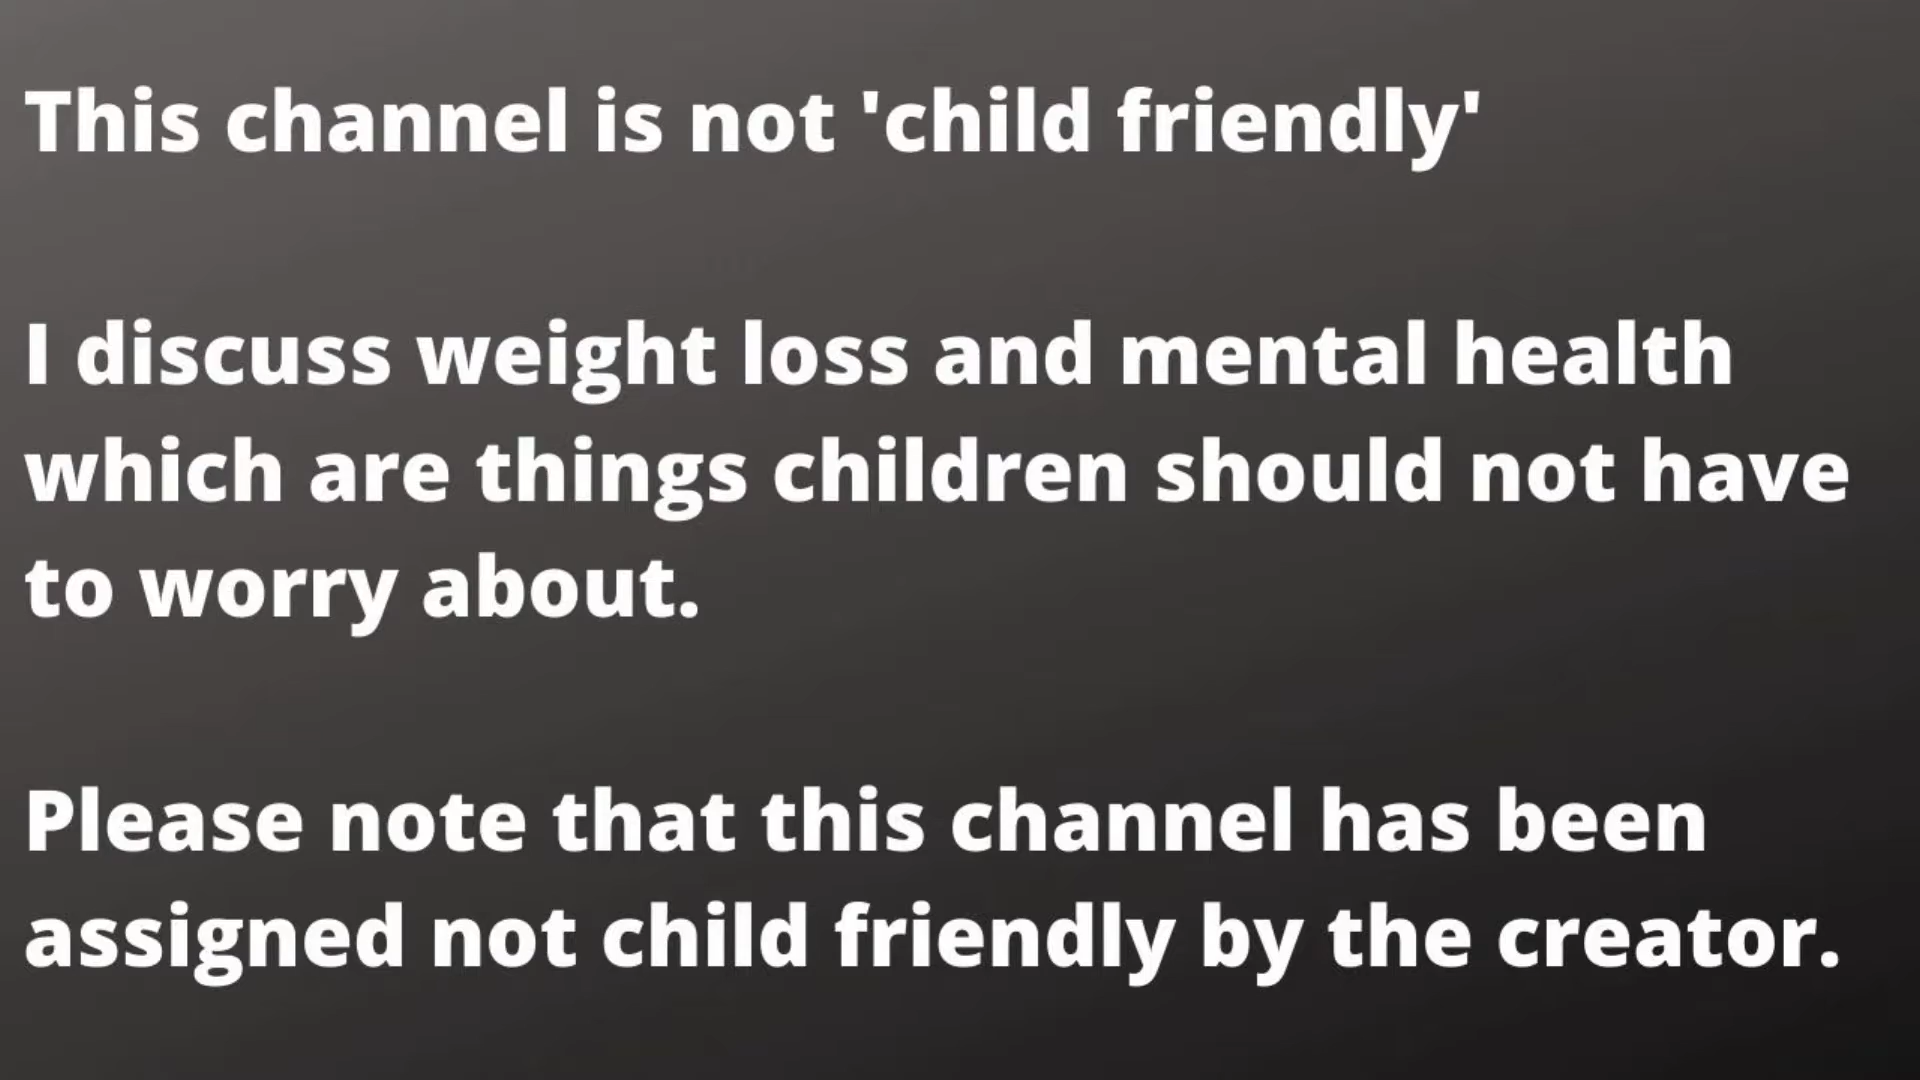 This channel is not 'child friendly'
I discuss weight loss and mental health
which are things children should not have
to worry about.
Please note that this channel has been
assigned not child friendly by the creator.